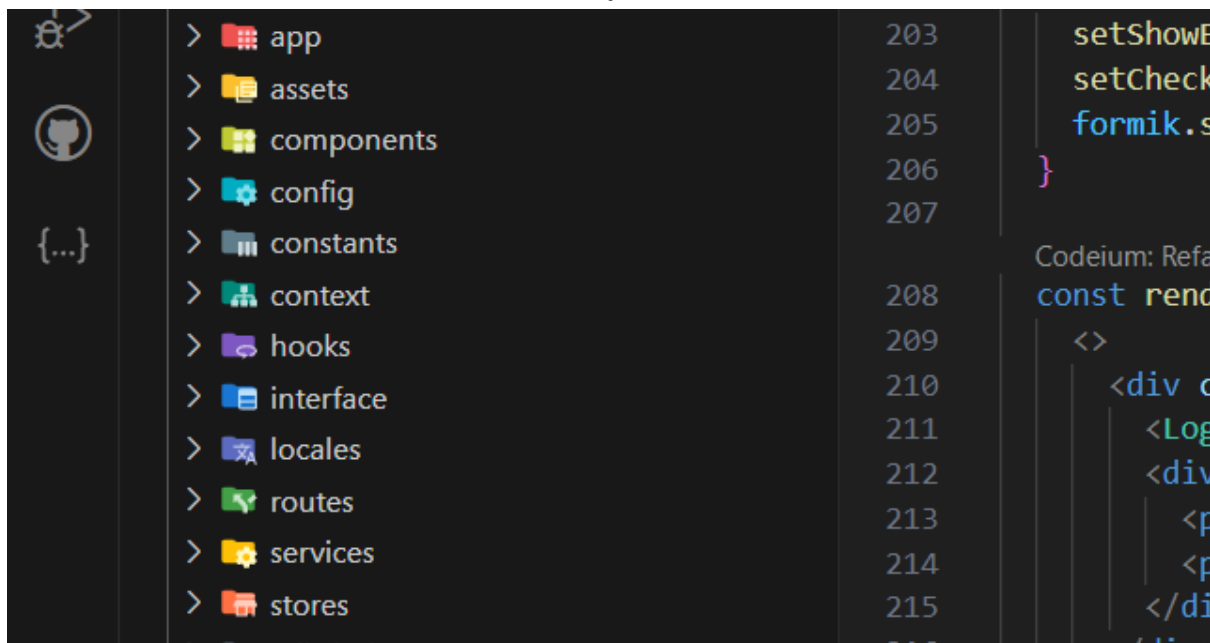 app
assets
components
config
constants
context
hooks
interface
locales
routes
services
stores
{...}
203 setShow
204 setCheck
205 formik.s
206 }
207
Codeium: Refa
208 const rend
209 <>
210 <div c
211 <Log
212 <div
213 <p
214 <p
215 </di